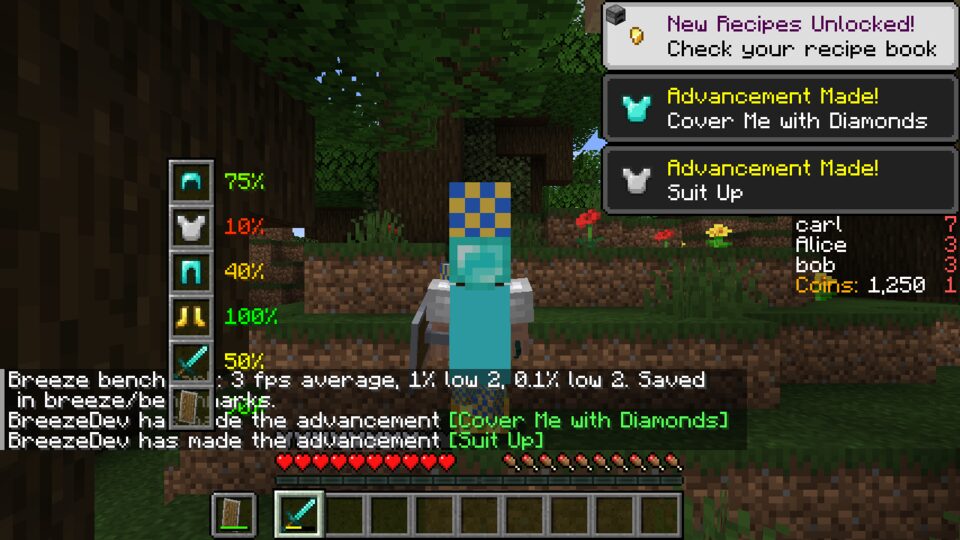 New Recipes Unlocked!
Check your recipe book
Advancement Made!
Cover Me with Diamonds
Advancement Made!
Suit Up
carl 7
Alice 3
bob 3
Coins: 1,250 1
75%
10%
40%
100%
50%
Breeze bench : 3 fps average, 1% low 2, 0.1% low 2. Saved
in breeze/be hmarks.
BreezeDev ha de the advancement [Cover Me with Diamonds]
BreezeDev has made the advancement [Suit Up]